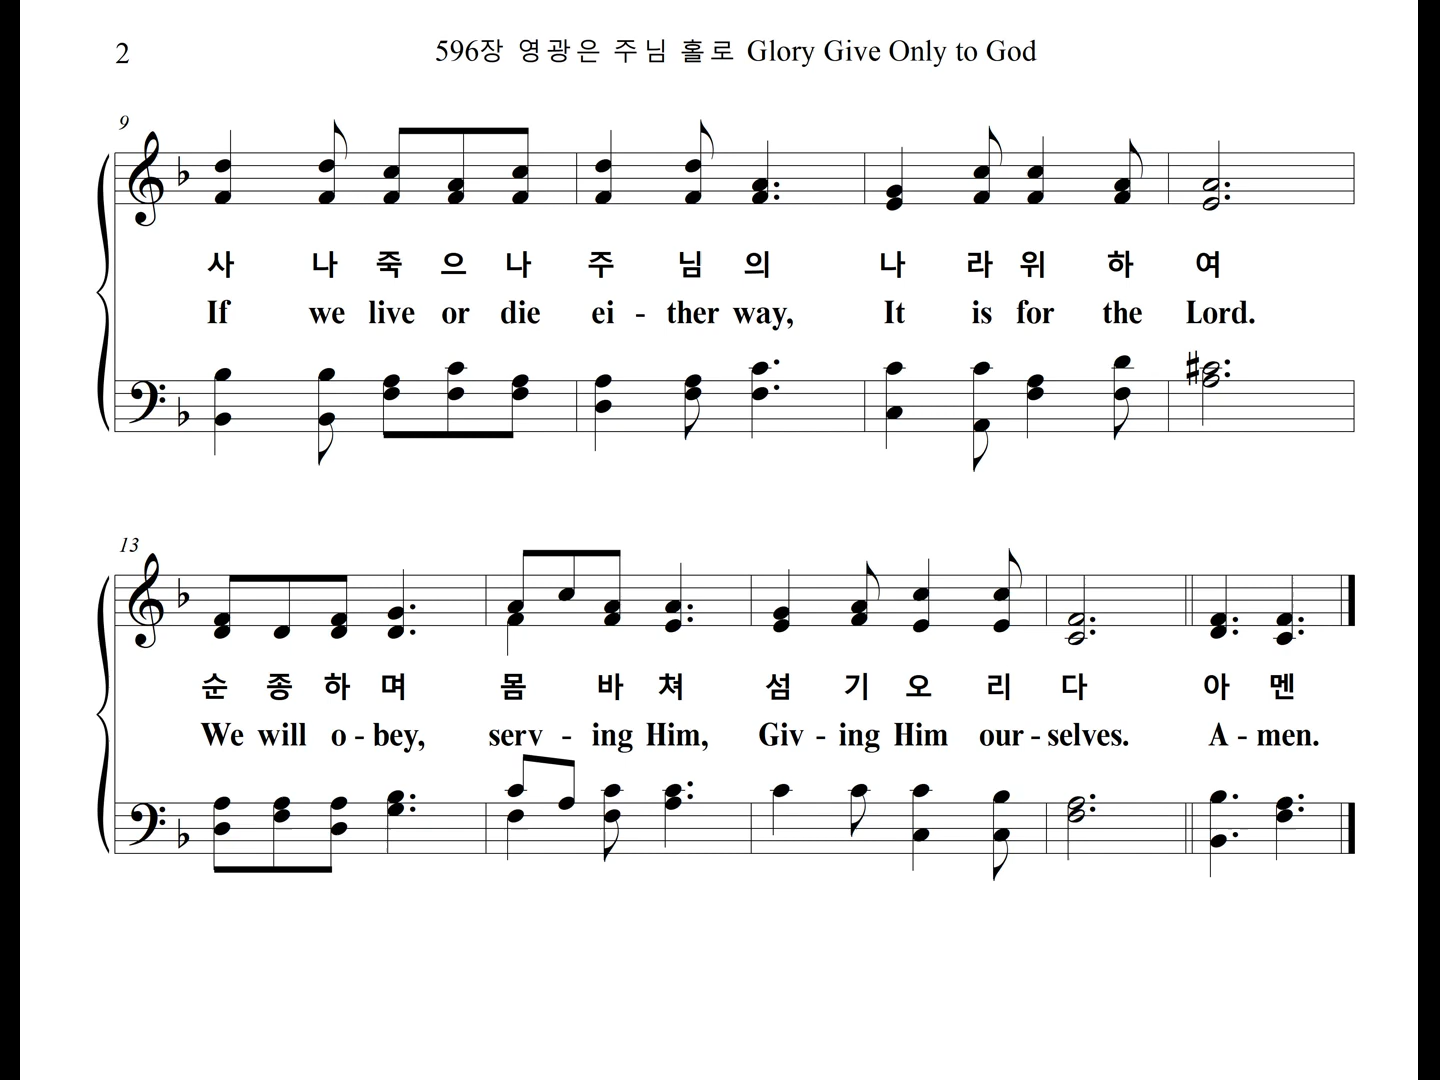 2
596장 영광은 주님 홀로 Glory Give Only to God
9
사 나 죽 으 나 주 님 의 나 라 위 하 여
If we live or die ei - ther way, It is for the Lord.
13
순 종 하 며 몸 바 쳐 섬 기 오 리 다 아 멘
We will o - bey, serv - ing Him, Giv - ing Him our - selves. A - men.